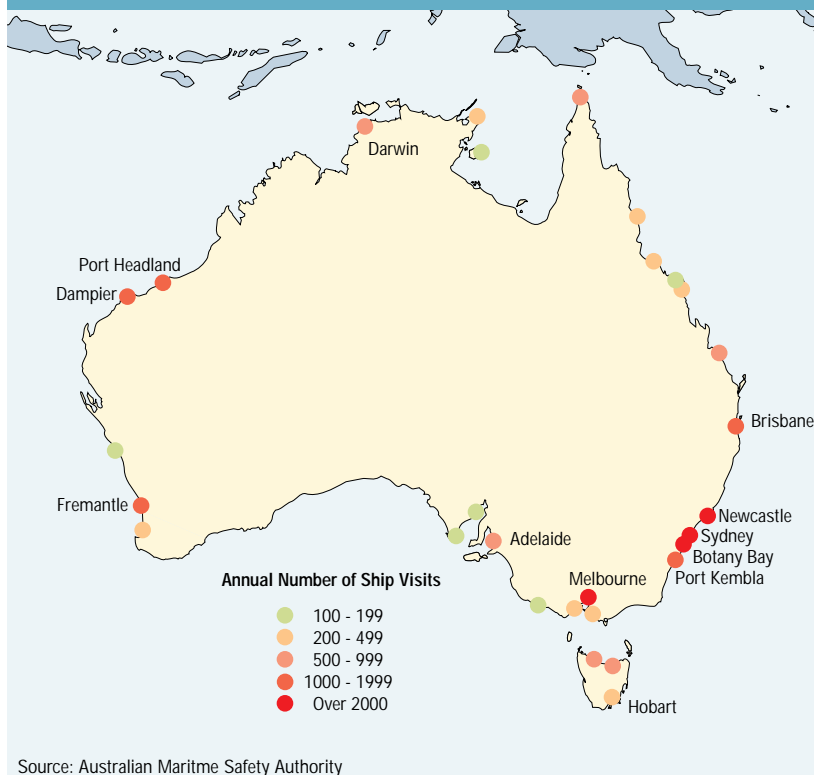 Darwin
Port Headland
Dampier
Brisbane
Fremantle
Newcastle
Sydney
Adelaide
Botany Bay
Melbourne
Port Kembla
Annual Number of Ship Visits
100 - 199
200 - 499
500 - 999
1000 - 1999
Over 2000
Hobart
Source: Australian Maritme Safety Authority